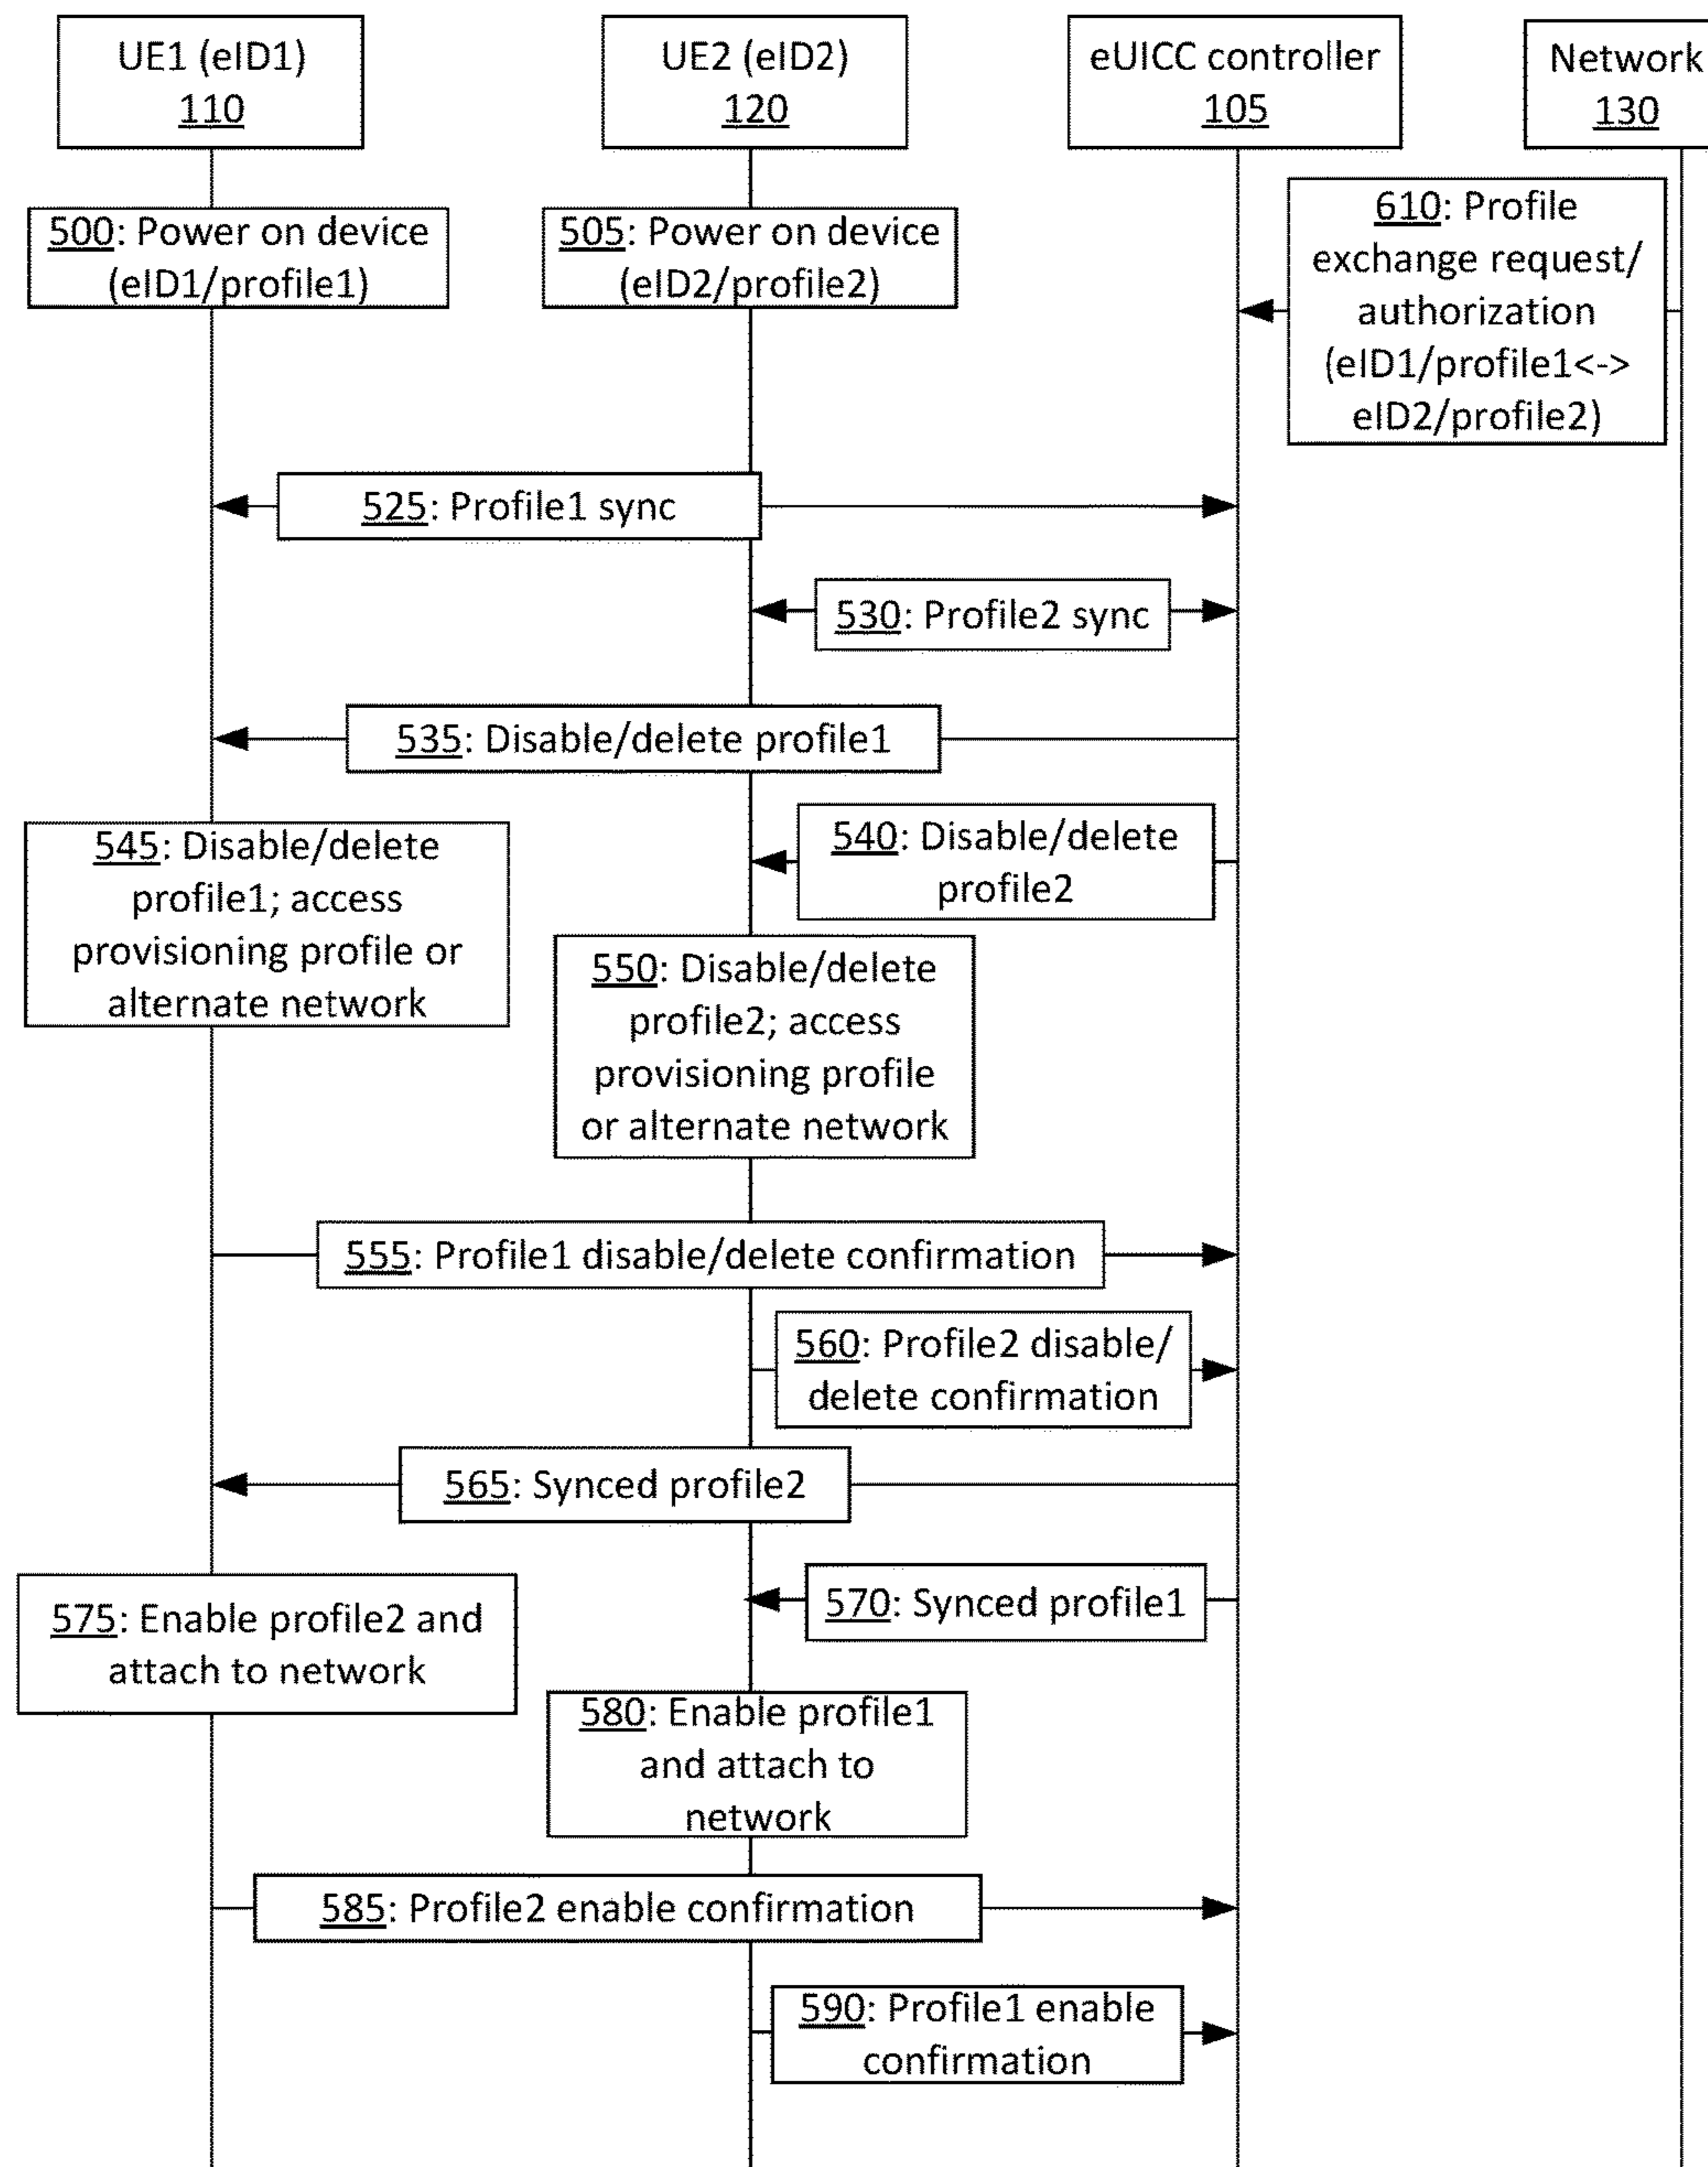 UE1 (eID1)
110
UE2 (eID2)
120
eUICC controller
105
Network
130
500: Power on device
(eID1/profile1)
505: Power on device
(eID2/profile2)
610: Profile
exchange request/
authorization
(eID1/profile1<->
eID2/profile2)
525: Profile1 sync
530: Profile2 sync
535: Disable/delete profile1
540: Disable/delete
profile2
545: Disable/delete
profile1; access
provisioning profile or
alternate network
550: Disable/delete
profile2; access
provisioning profile
or alternate network
555: Profile1 disable/delete confirmation
560: Profile2 disable/
delete confirmation
565: Synced profile2
570: Synced profile1
575: Enable profile2 and
attach to network
580: Enable profile1
and attach to
network
585: Profile2 enable confirmation
590: Profile1 enable
confirmation